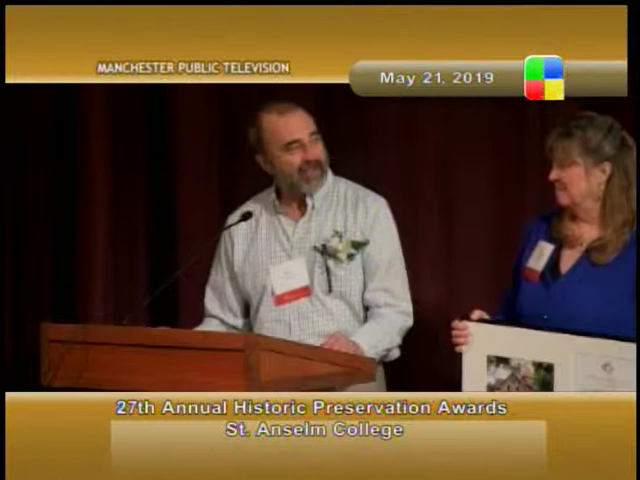 MANCHESTER PUBLIC TELEVISION
May 21, 2019
27th Annual Historic Preservation Awards
St. Anselm College